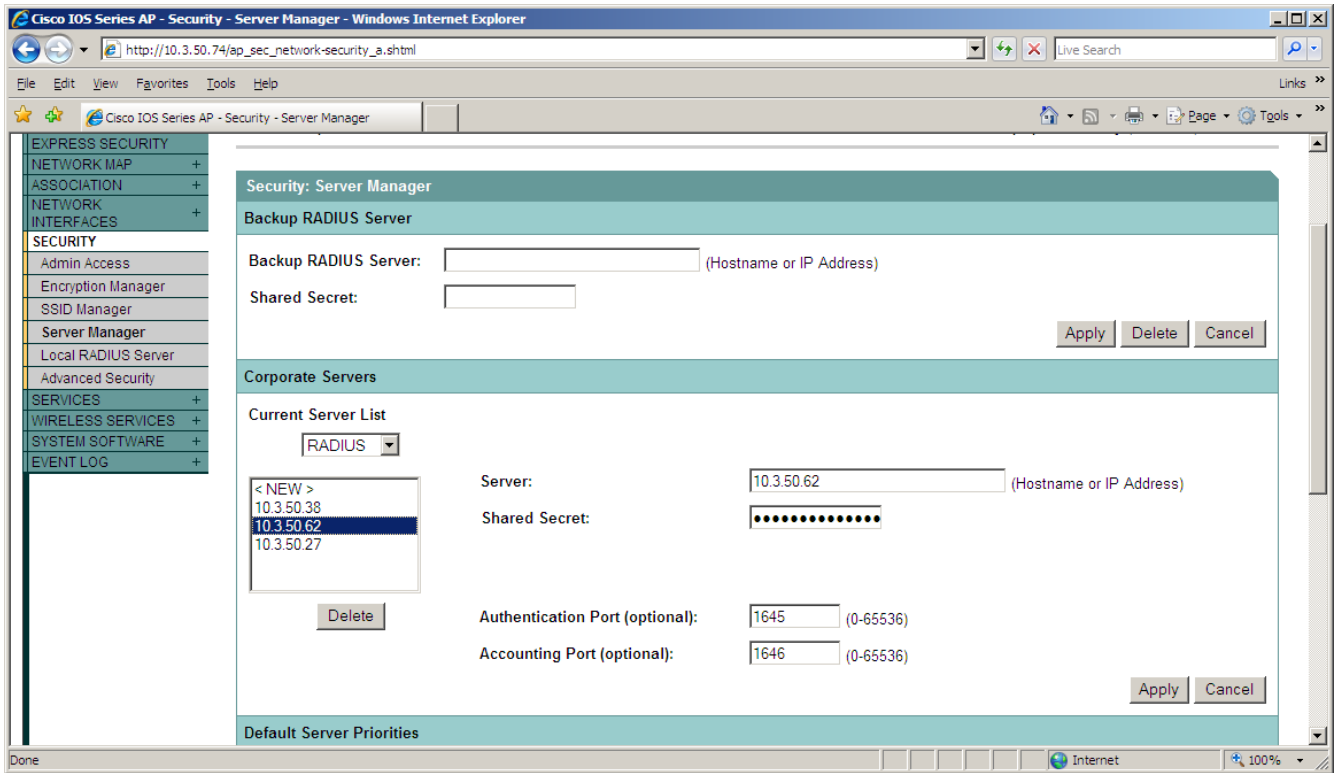 Cisco IOS Series AP - Security - Server Manager - Windows Internet Explorer
http://10.3.50.74/ap_sec_network-security_a.shtml
Live Search
File Edit View Favorites Tools Help
Links »
Cisco IOS Series AP - Security - Server Manager
Page Tools »
EXPRESS SECURITY
NETWORK MAP +
ASSOCIATION +
NETWORK
INTERFACES +
SECURITY
Admin Access
Encryption Manager
SSID Manager
Server Manager
Local RADIUS Server
Advanced Security
SERVICES +
WIRELESS SERVICES +
SYSTEM SOFTWARE +
EVENT LOG +
Security: Server Manager
Backup RADIUS Server
Backup RADIUS Server: (Hostname or IP Address)
Shared Secret:
Apply Delete Cancel
Corporate Servers
Current Server List
RADIUS
< NEW >
10.3.50.38
10.3.50.62
10.3.50.27
Delete
Server: 10.3.50.62 (Hostname or IP Address)
Shared Secret: ●●●●●●●●●●●●●●
Authentication Port (optional): 1645 (0-65536)
Accounting Port (optional): 1646 (0-65536)
Apply Cancel
Default Server Priorities
Done
Internet
100%